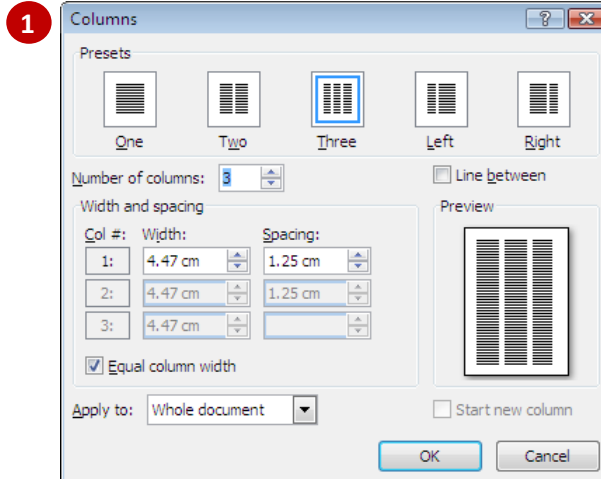 1
Columns
Presets
One Two Three Left Right
Number of columns: 3 Line between
Width and spacing Preview
Col #: Width: Spacing:
1: 4.47 cm 1.25 cm
2: 4.47 cm 1.25 cm
3: 4.47 cm
Equal column width
Apply to: Whole document Start new column
OK Cancel